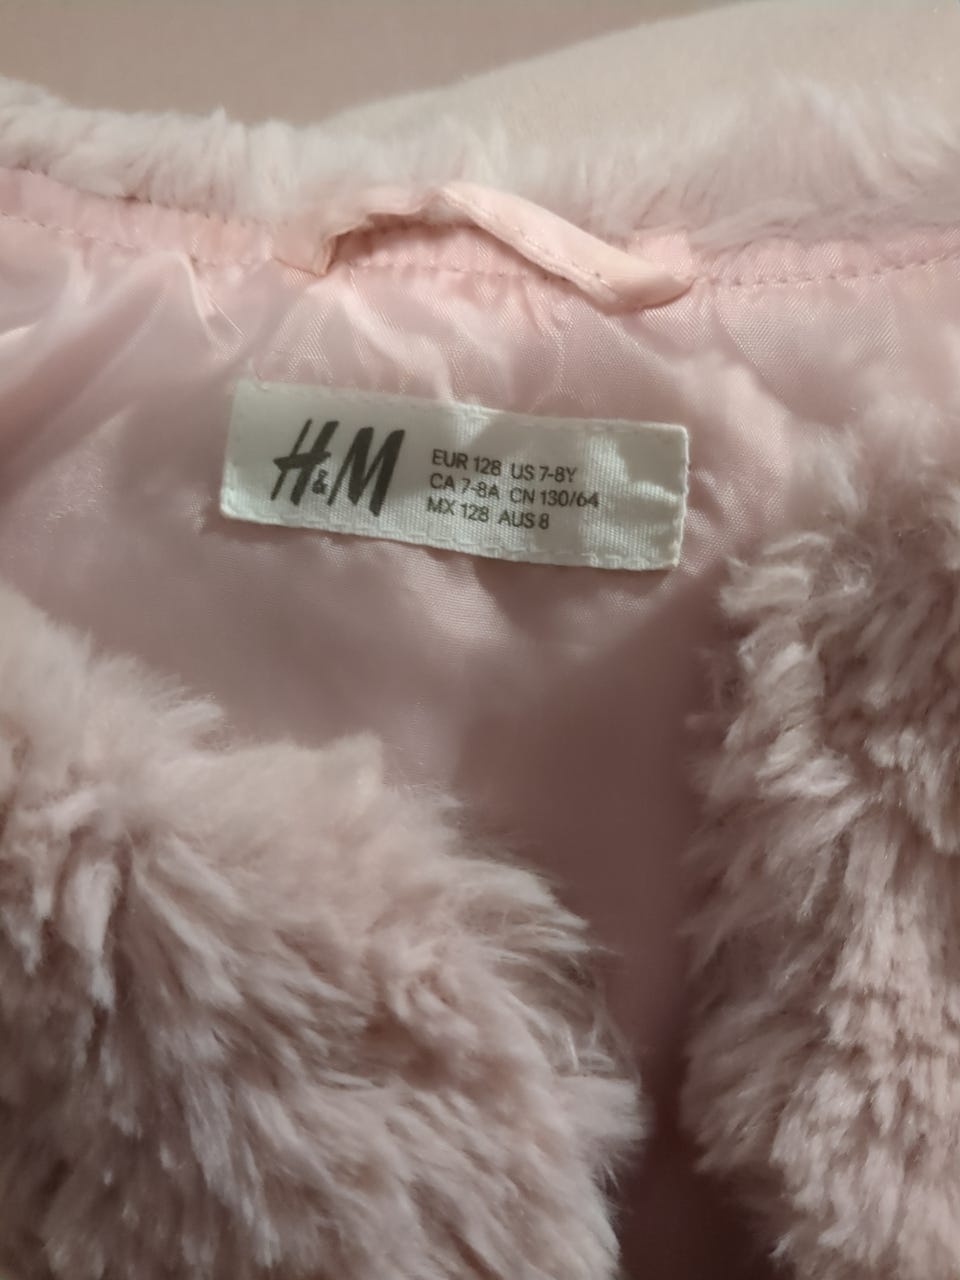 H&M
EUR 128 US 7-8Y
CA 7-8A CN 130/64
MX 128 AUS 8